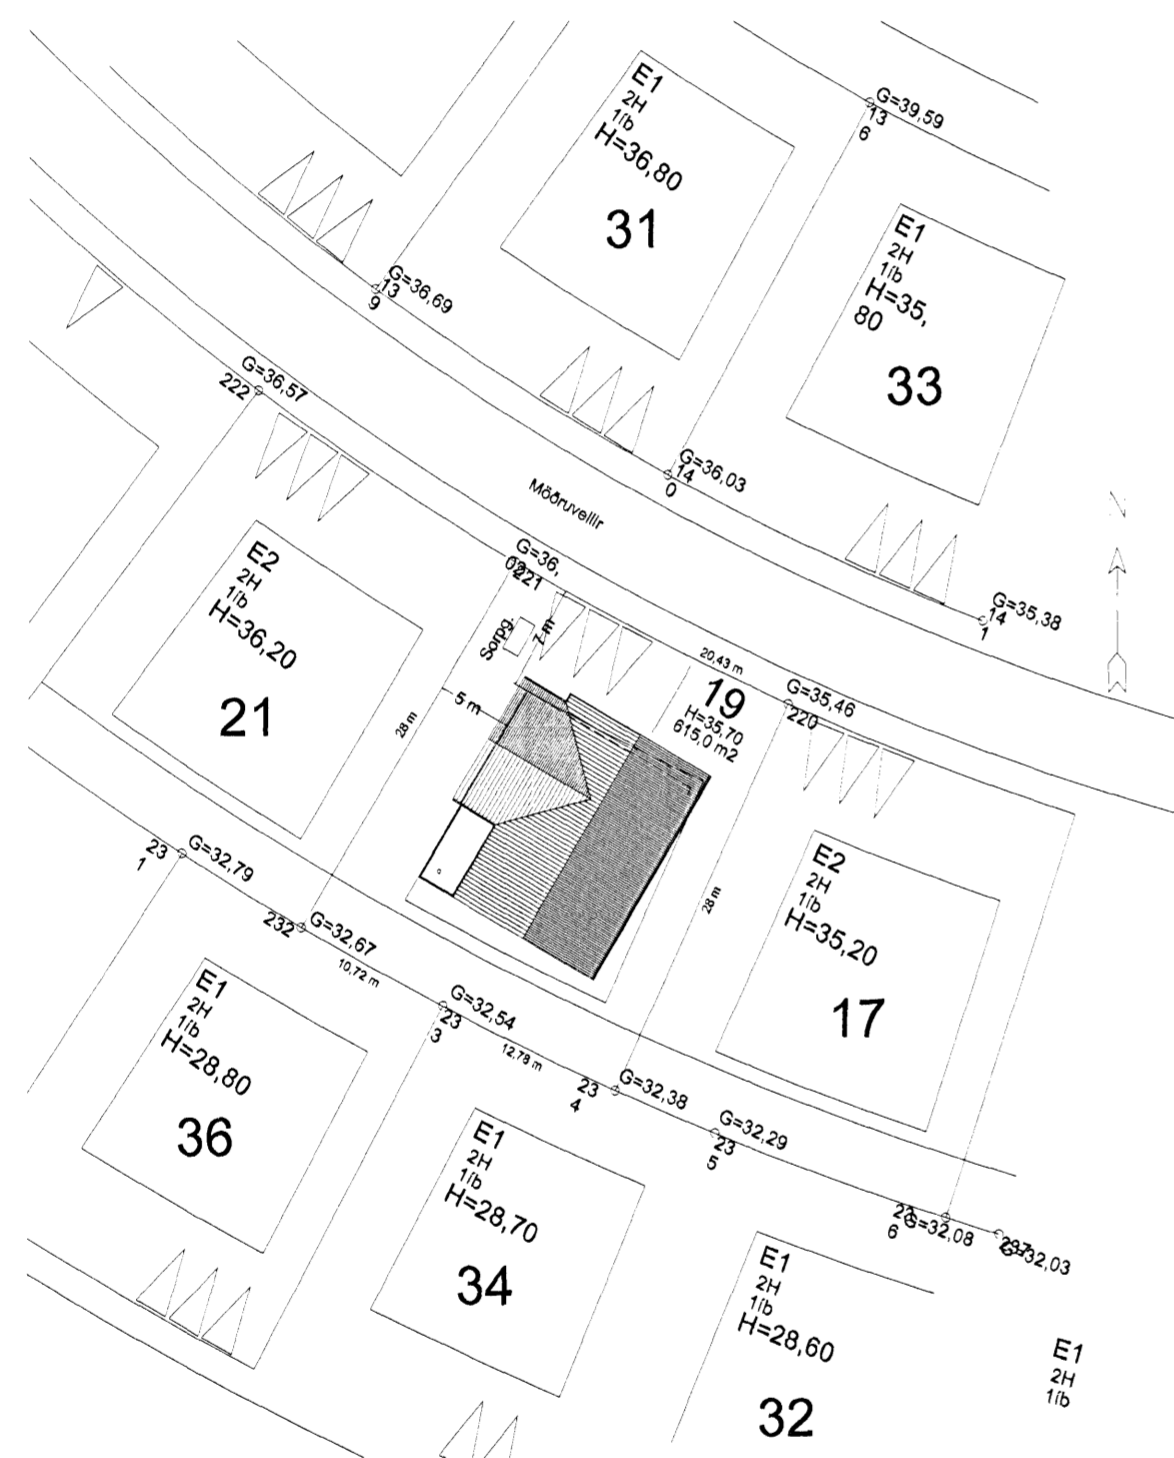 G=39,59
13
6
E1
2H
1íb
H=36,80
31
E1
2H
1íb
H=35,
80
33
G=36,69
13
9
G=36,57
222
G=36,03
14
0
Möðruvellir
N
G=36,
221
G=35,38
14
1
E2
2H
1íb
H=36,20
21
Sorpg.
7 m
5 m
28 m
20,43 m
19
H=35,70
615,0 m2
G=35,46
220
28 m
E2
2H
1íb
H=35,20
17
23
1
G=32,79
232
G=32,67
10,72 m
G=32,54
23
3
12,78 m
G=32,38
23
4
G=32,29
23
5
E1
2H
1íb
H=28,80
36
E1
2H
1íb
H=28,70
34
6
G=32,08
237
G=32,03
E1
2H
1íb
H=28,60
32
E1
2H
1íb